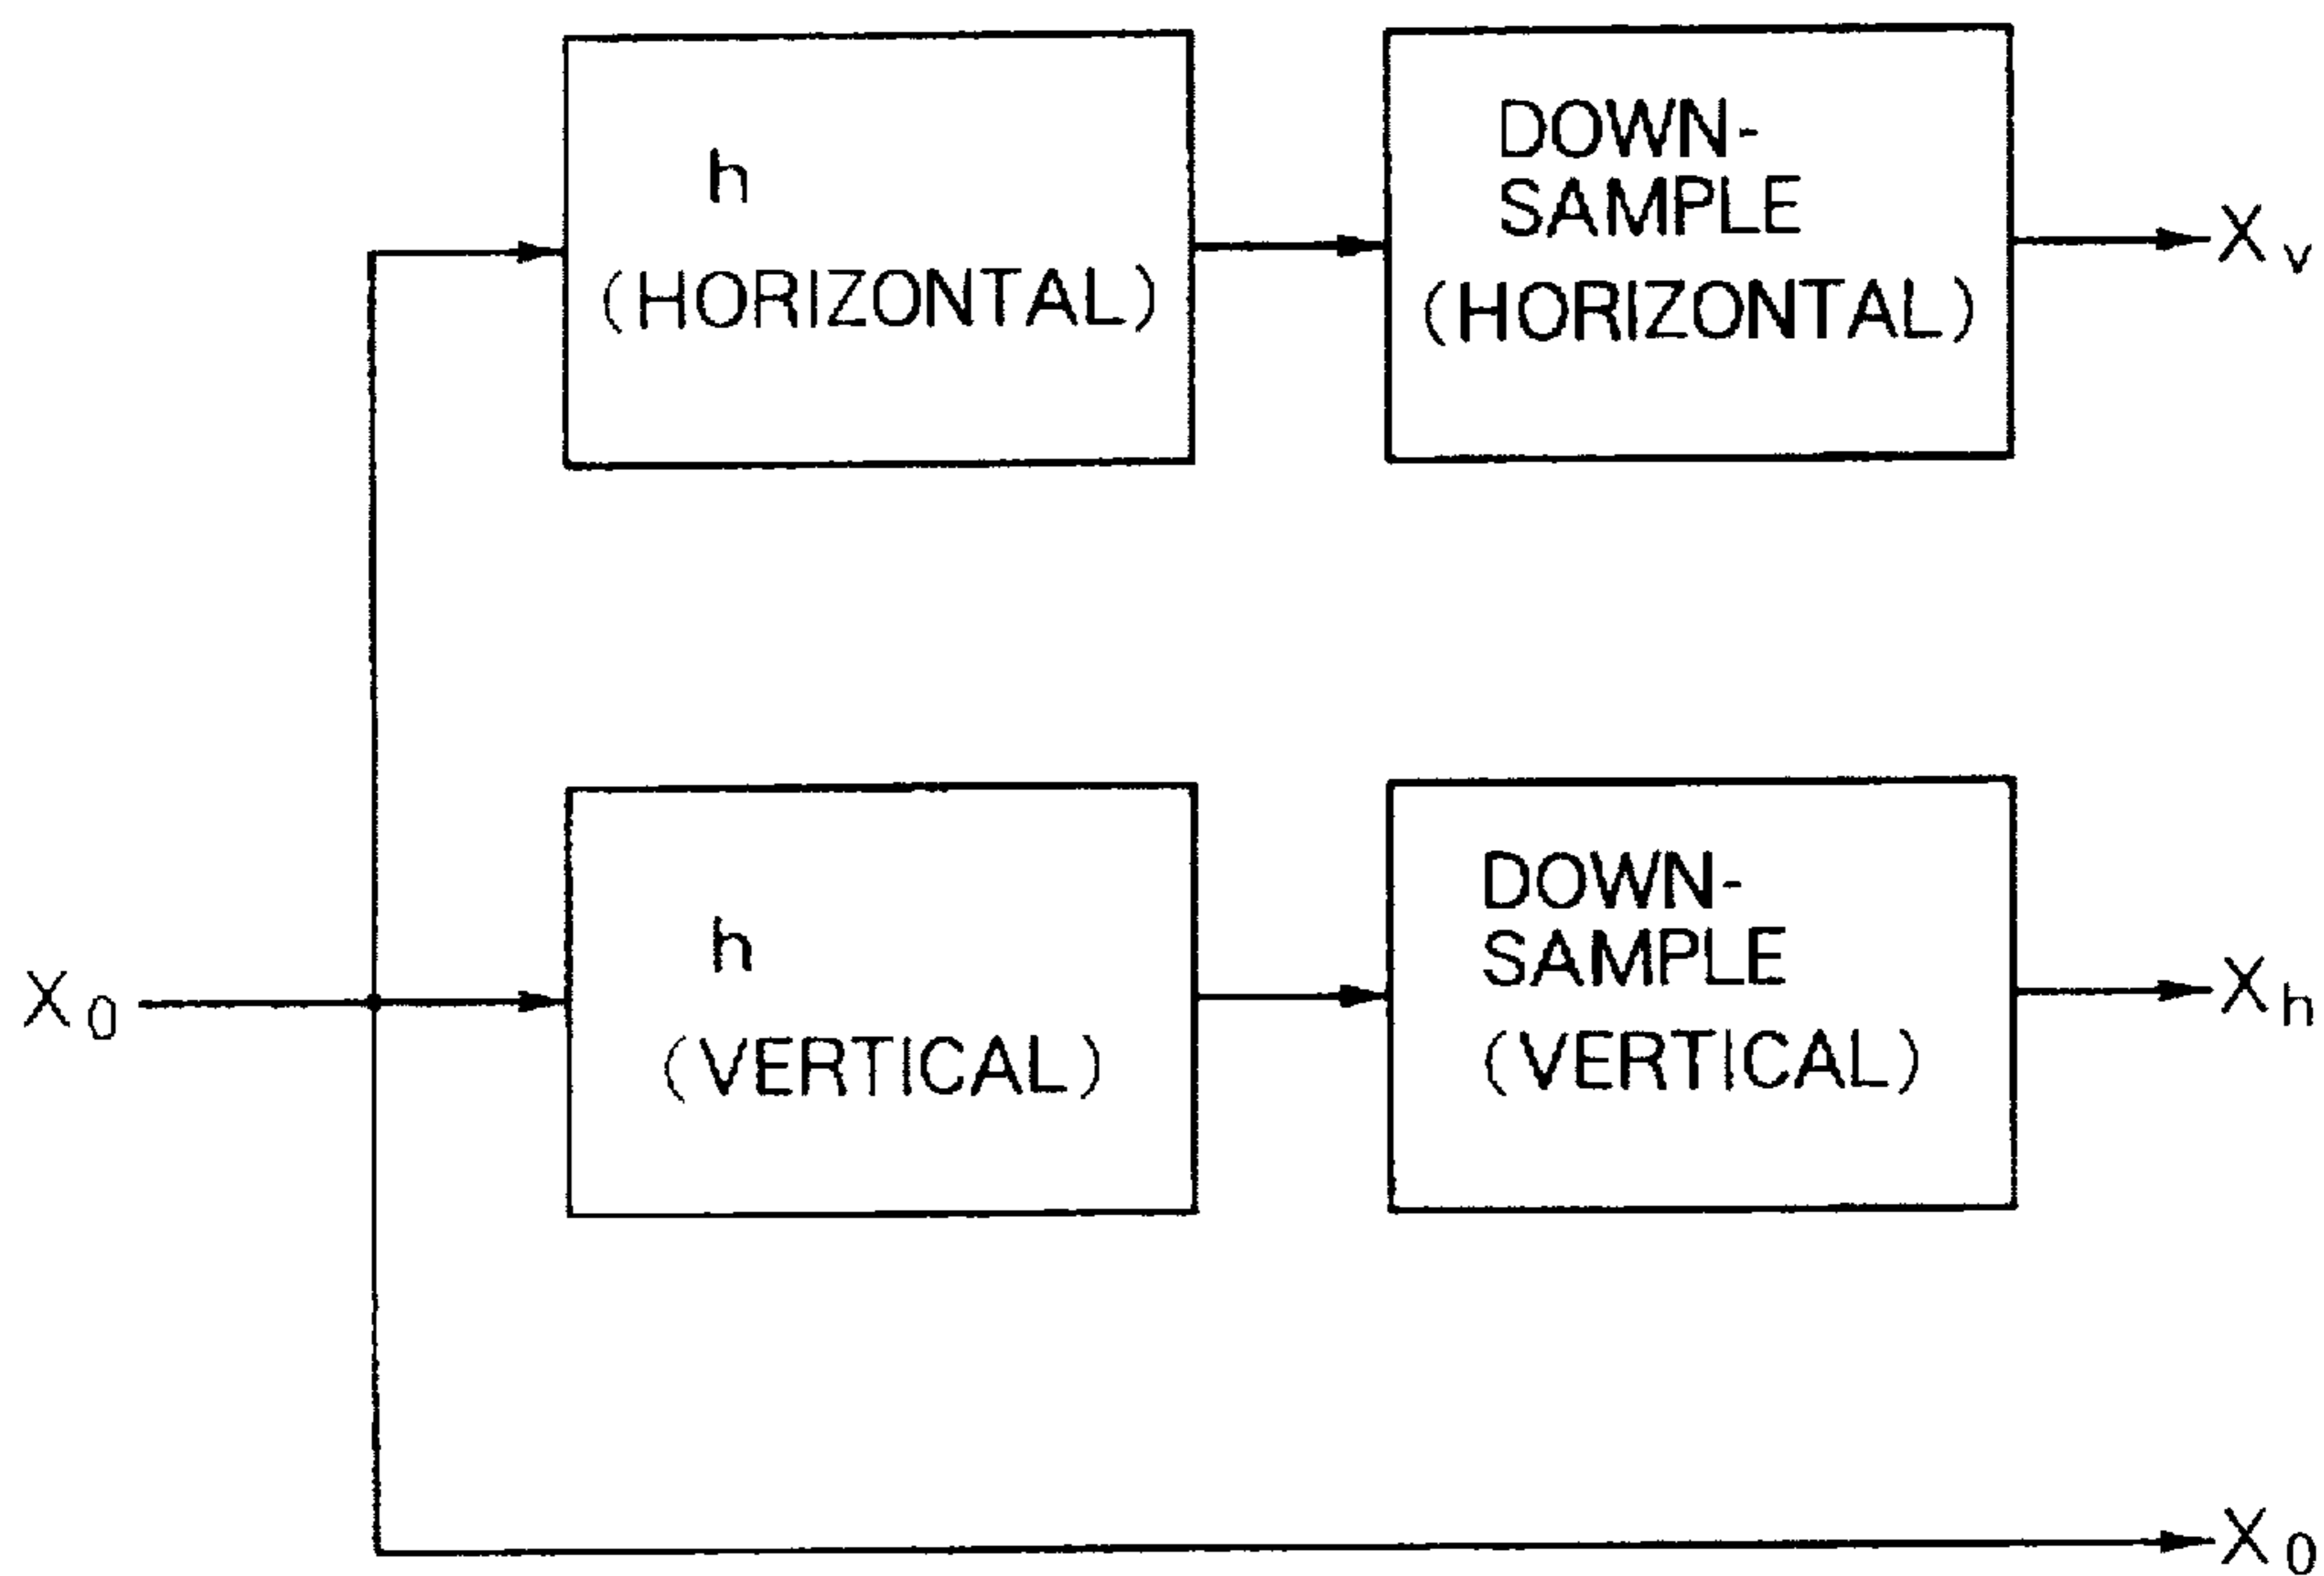 h
(HORIZONTAL)
DOWN-
SAMPLE
(HORIZONTAL)
Xv
X0
h
(VERTICAL)
DOWN-
SAMPLE
(VERTICAL)
Xh
X0